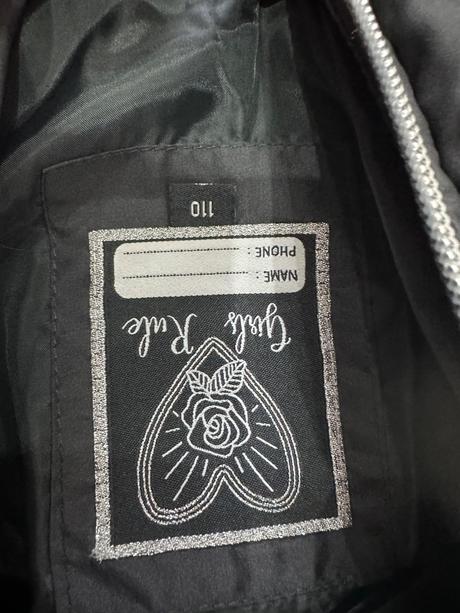 Girls Rule
NAME :
PHONE :
110